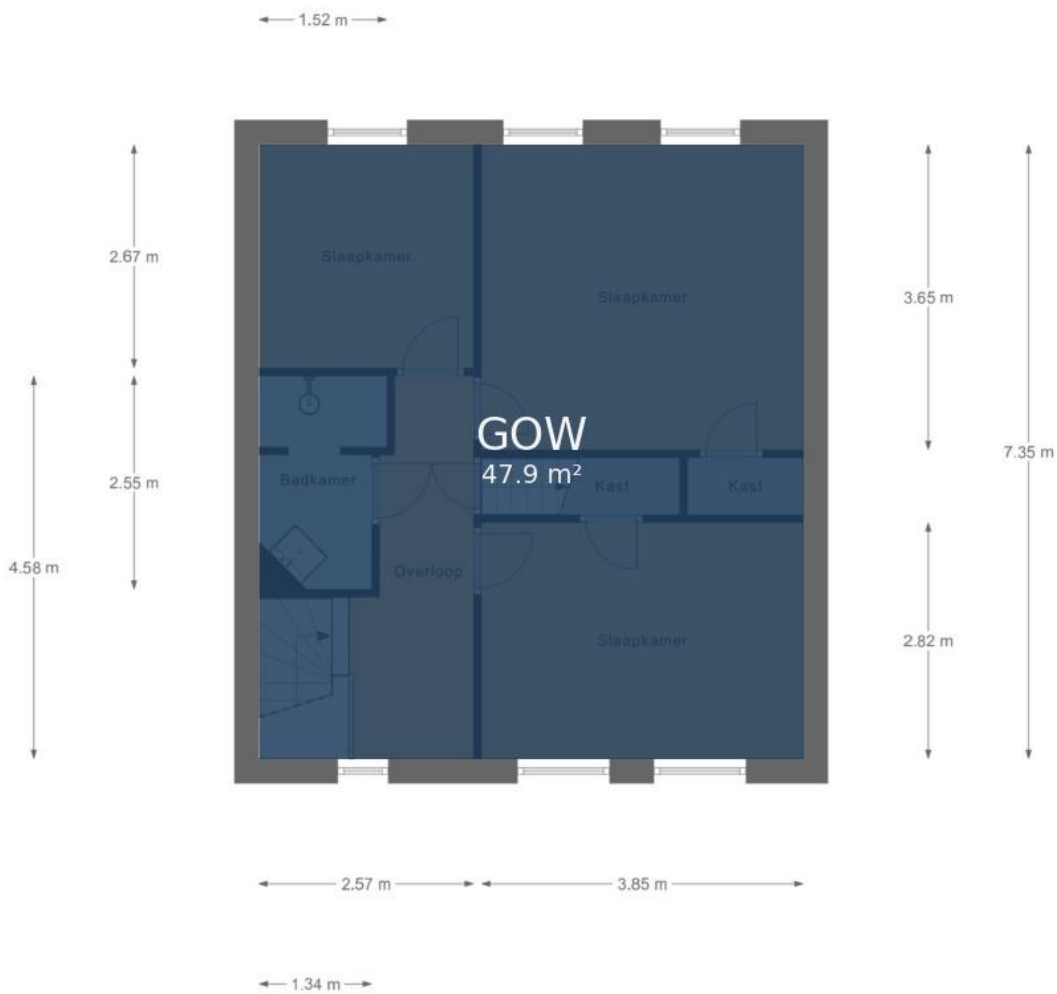 1.52 m
2.67 m
Slaapkamer
Slaapkamer
3.65 m
GOW
47.9 m²
7.35 m
2.55 m
Badkamer
Kast
Kast
4.58 m
Overloop
Slaapkamer
2.82 m
2.57 m
3.85 m
1.34 m